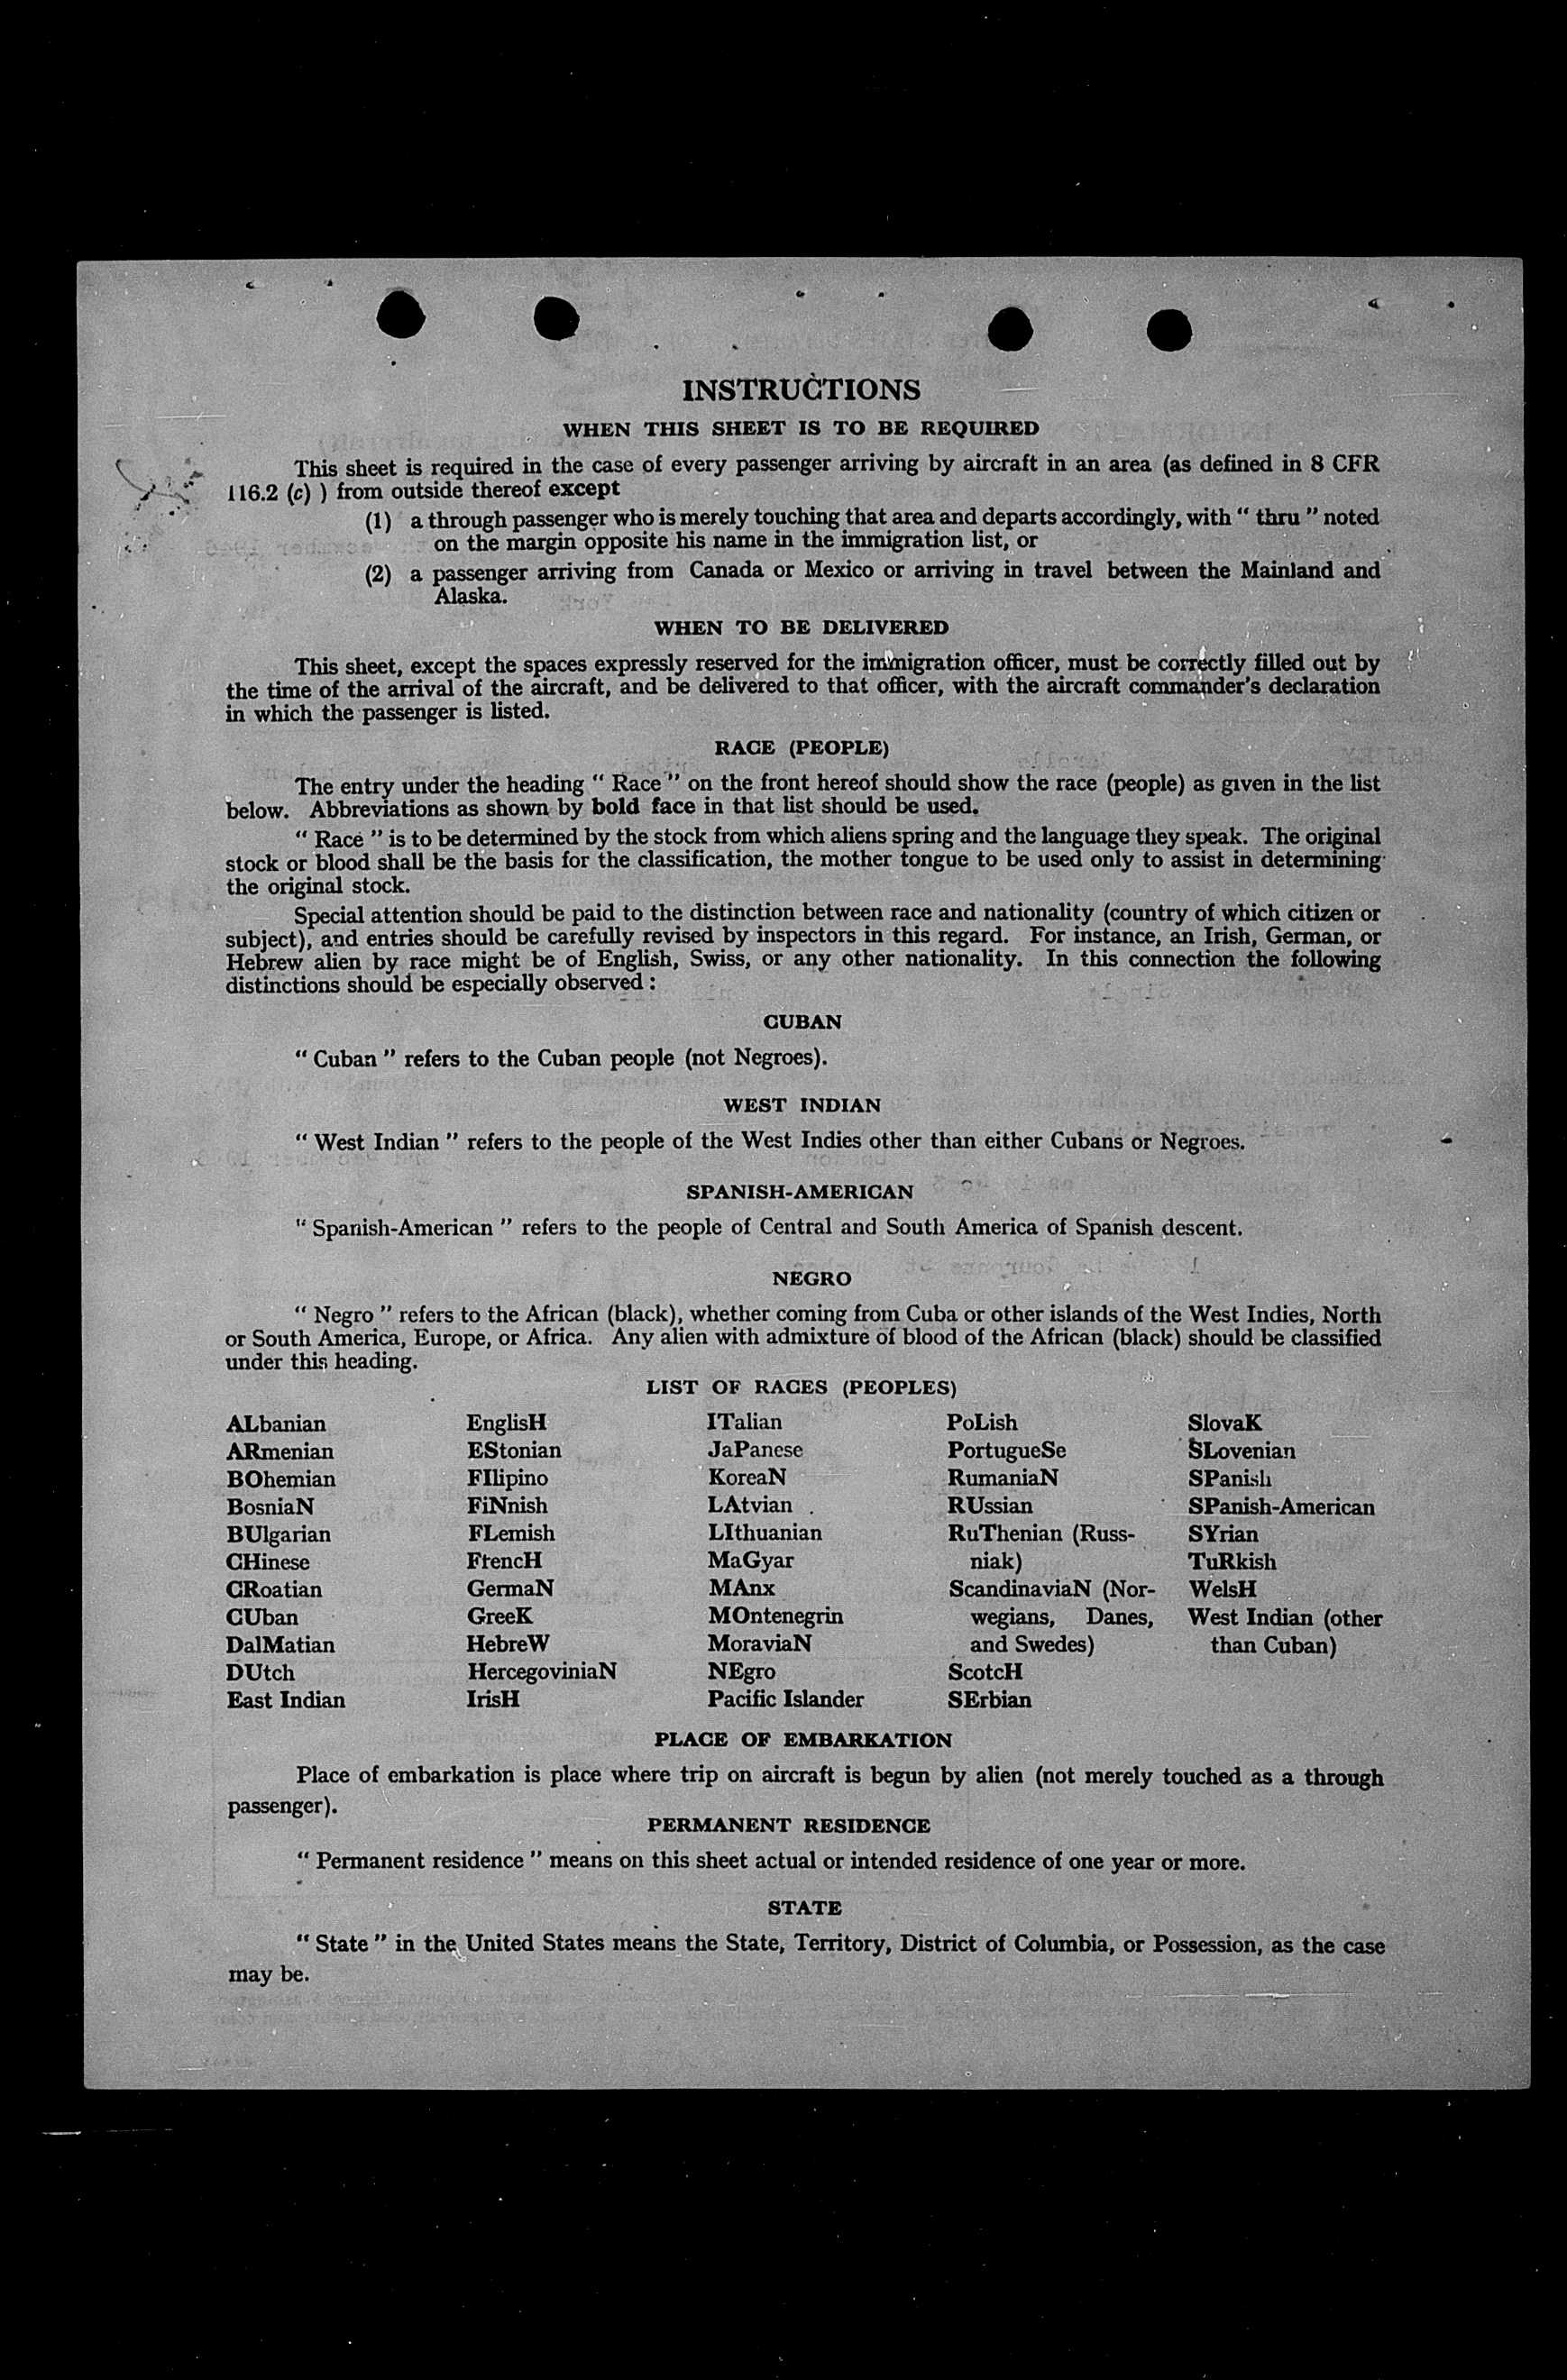 INSTRUCTIONS
WHEN THIS SHEET IS TO BE REQUIRED
This sheet is required in the case of every passenger arriving by aircraft in an area (as defined in 8 CFR
116.2 (c) ) from outside thereof except
(1) a through passenger who is merely touching that area and departs accordingly, with “ thru ” noted
on the margin opposite his name in the immigration list, or
(2) a passenger arriving from Canada or Mexico or arriving in travel between the Mainland and
Alaska.
WHEN TO BE DELIVERED
This sheet, except the spaces expressly reserved for the immigration officer, must be correctly filled out by
the time of the arrival of the aircraft, and be delivered to that officer, with the aircraft commander's declaration
in which the passenger is listed.
RACE (PEOPLE)
The entry under the heading “ Race ” on the front hereof should show the race (people) as given in the list
below. Abbreviations as shown by bold face in that list should be used.
“ Race ” is to be determined by the stock from which aliens spring and the language they speak. The original
stock or blood shall be the basis for the classification, the mother tongue to be used only to assist in determining
the original stock.
Special attention should be paid to the distinction between race and nationality (country of which citizen or
subject), and entries should be carefully revised by inspectors in this regard. For instance, an Irish, German, or
Hebrew alien by race might be of English, Swiss, or any other nationality. In this connection the following
distinctions should be especially observed :
CUBAN
“ Cuban ” refers to the Cuban people (not Negroes).
WEST INDIAN
“ West Indian ” refers to the people of the West Indies other than either Cubans or Negroes.
SPANISH-AMERICAN
“ Spanish-American ” refers to the people of Central and South America of Spanish descent.
NEGRO
“ Negro ” refers to the African (black), whether coming from Cuba or other islands of the West Indies, North
or South America, Europe, or Africa. Any alien with admixture of blood of the African (black) should be classified
under this heading.
LIST OF RACES (PEOPLES)
ALbanian EnglisH ITalian PoLish SlovaK
ARmenian EStonian JaPanese PortugueSe SLovenian
BOhemian FIlipino KoreaN RumaniaN SPanish
BosniaN FiNnish LAtvian RUssian SPanish-American
BUlgarian FLemish LIthuanian RuThenian (Russ- SYrian
CHinese FrencH MaGyar niak) TuRkish
CRoatian GermaN MAnx ScandinaviaN (Nor- WelsH
CUban GreeK MOntenegrin wegians, Danes, West Indian (other
DalMatian HebreW MoraviaN and Swedes) than Cuban)
DUtch HercegoviniaN NEgro ScotcH
East Indian IrisH Pacific Islander SErbian
PLACE OF EMBARKATION
Place of embarkation is place where trip on aircraft is begun by alien (not merely touched as a through
passenger).
PERMANENT RESIDENCE
“ Permanent residence ” means on this sheet actual or intended residence of one year or more.
STATE
“ State ” in the United States means the State, Territory, District of Columbia, or Possession, as the case
may be.